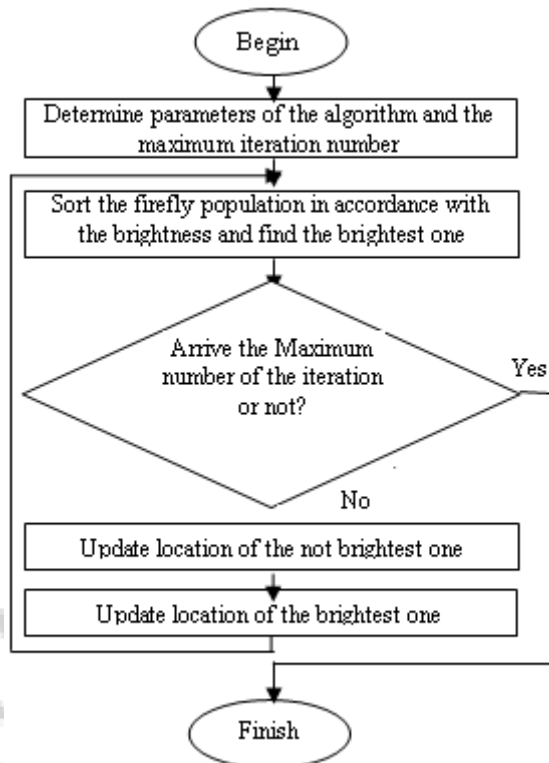 Begin
Determine parameters of the algorithm and the
maximum iteration number
Sort the firefly population in accordance with
the brightness and find the brightest one
Arrive the Maximum
number of the iteration
or not?
Yes
No
Update location of the not brightest one
Update location of the brightest one
Finish